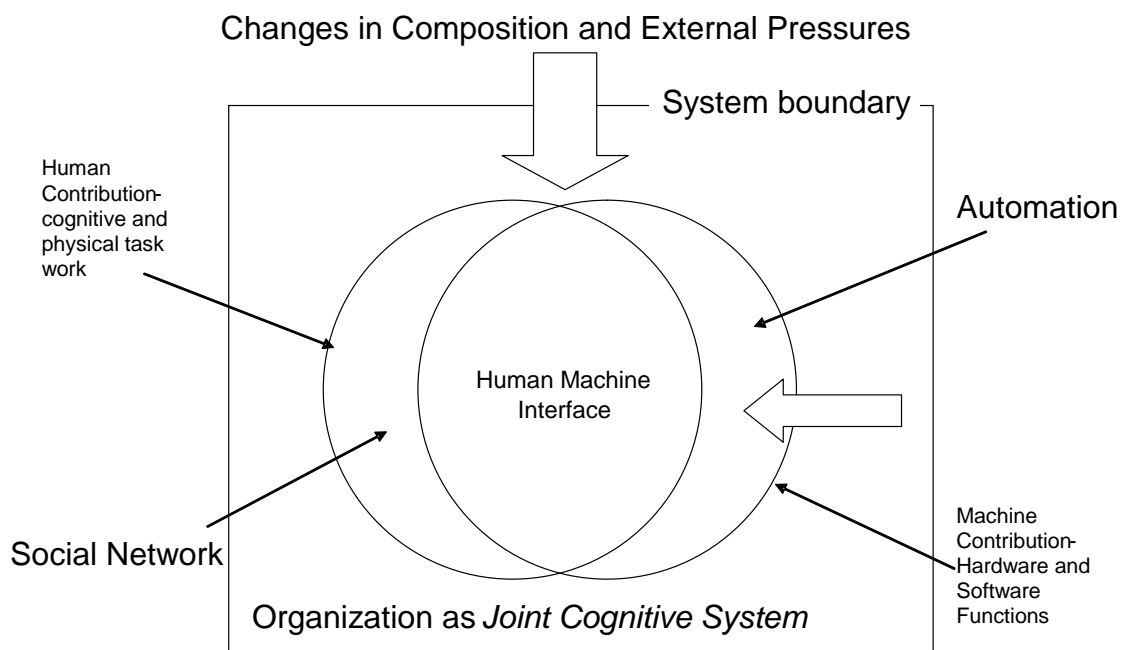 Changes in Composition and External Pressures
System boundary
Human
Contribution-
cognitive and
physical task
work
Automation
Human Machine
Interface
Social Network
Machine
Contribution-
Hardware and
Software
Functions
Organization as Joint Cognitive System